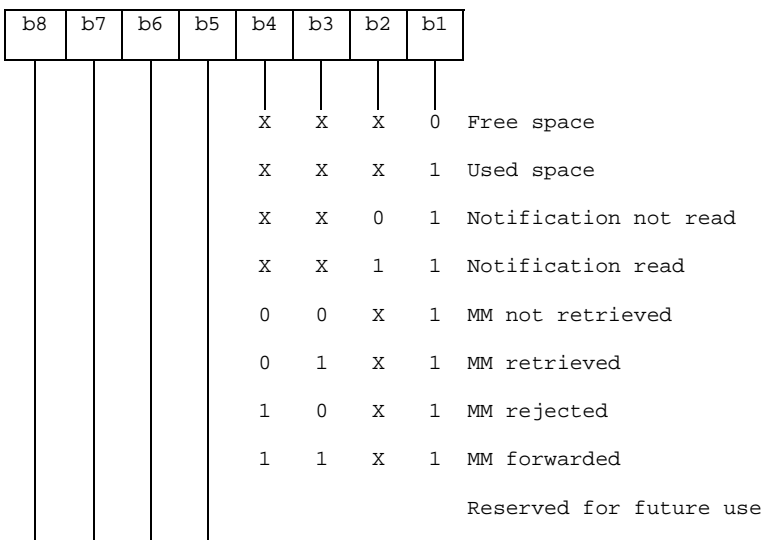 b8 b7 b6 b5 b4 b3 b2 b1
X X X 0 Free space
X X X 1 Used space
X X 0 1 Notification not read
X X 1 1 Notification read
0 0 X 1 MM not retrieved
0 1 X 1 MM retrieved
1 0 X 1 MM rejected
1 1 X 1 MM forwarded
Reserved for future use